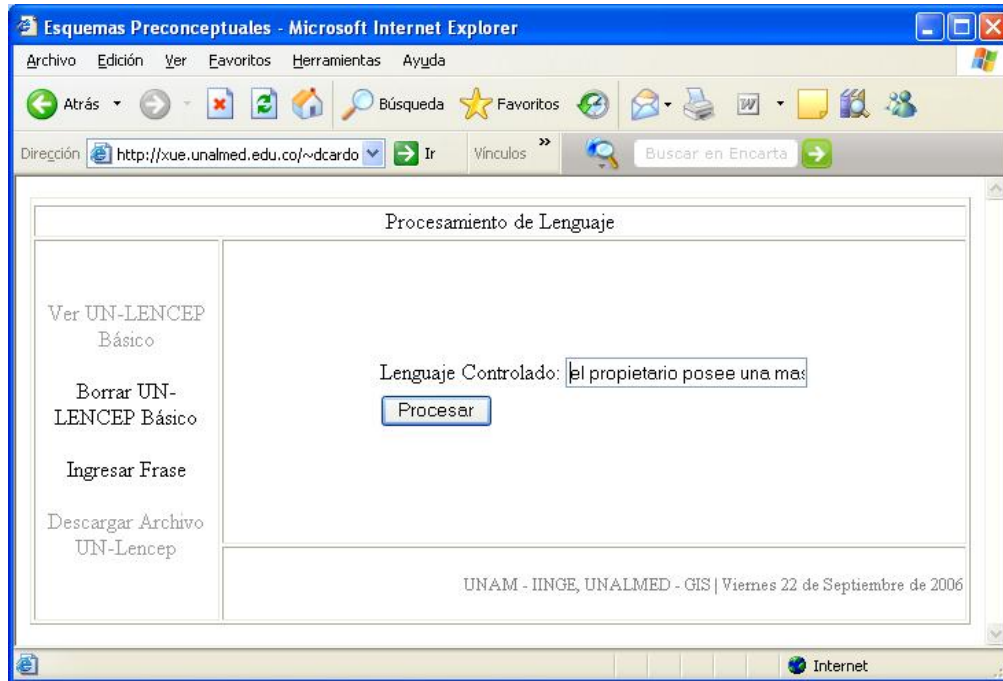 Esquemas Preconceptuales - Microsoft Internet Explorer
Archivo Edición Ver Favoritos Herramientas Ayuda
Atrás Búsqueda Favoritos
Dirección http://xue.unalmed.edu.co/~dcardo Ir Vínculos » Buscar en Encarta
Procesamiento de Lenguaje
Ver UN-LENCEP
Básico
Borrar UN-
LENCEP Básico
Ingresar Frase
Descargar Archivo
UN-Lencep
Lenguaje Controlado: el propietario posee una mas
Procesar
UNAM - IINGE, UNALMED - GIS | Viernes 22 de Septiembre de 2006
Internet